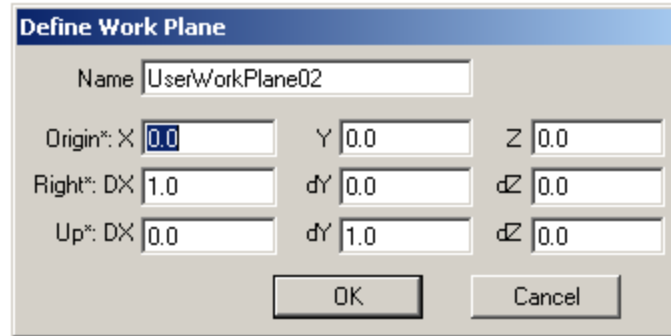 Define Work Plane
Name UserWorkPlane02
Origin*: X 0.0 Y 0.0 Z 0.0
Right*: DX 1.0 dY 0.0 dZ 0.0
Up*: DX 0.0 dY 1.0 dZ 0.0
OK Cancel